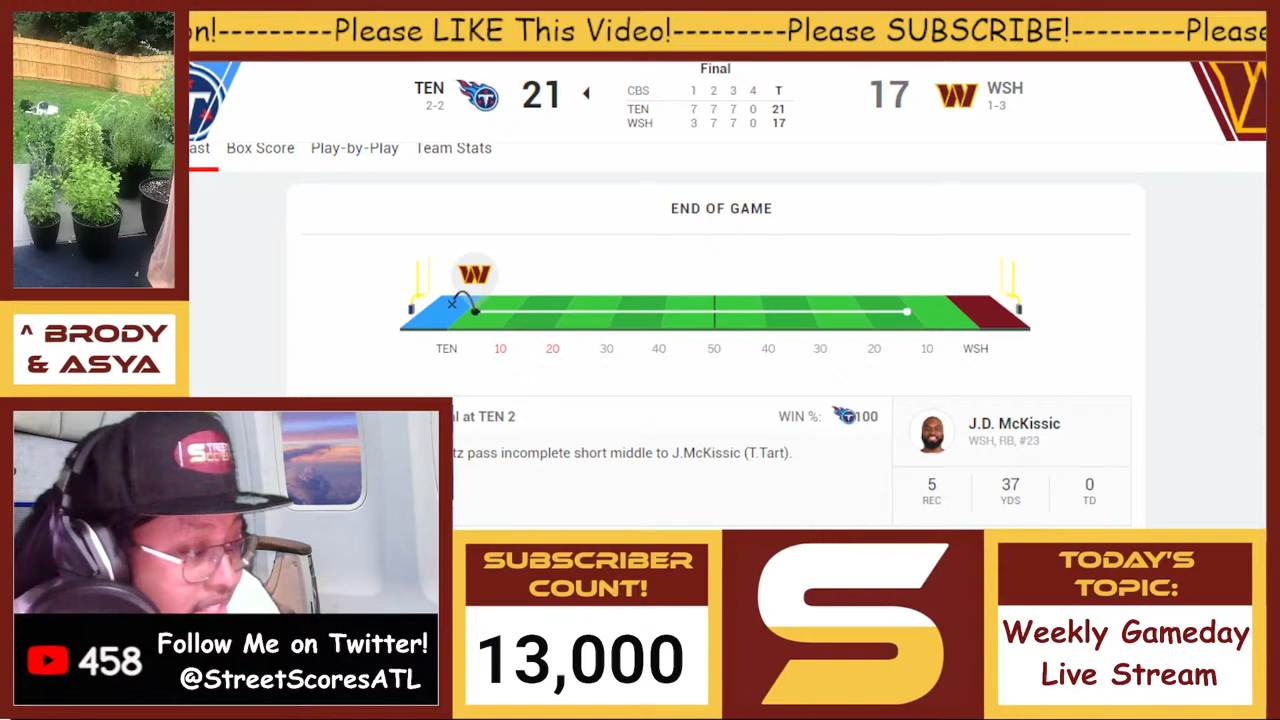 on!---------Please LIKE This Video!---------Please SUBSCRIBE!---------Please
TEN
2-2
21
Final
CBS 1 2 3 4 T
TEN 7 7 7 0 21
WSH 3 7 7 0 17
17
WSH
1-3
ast Box Score Play-by-Play Team Stats
END OF GAME
W
TEN 10 20 30 40 50 40 30 20 10 WSH
al at TEN 2
WIN %: 100
tz pass incomplete short middle to J.McKissic (T.Tart).
J.D. McKissic
WSH, RB, #23
5 37 0
REC YDS TD
^ BRODY
& ASYA
STREET
SCORES
458
Follow Me on Twitter!
@StreetScoresATL
SUBSCRIBER
COUNT!
13,000
S
TODAY'S
TOPIC:
Weekly Gameday
Live Stream